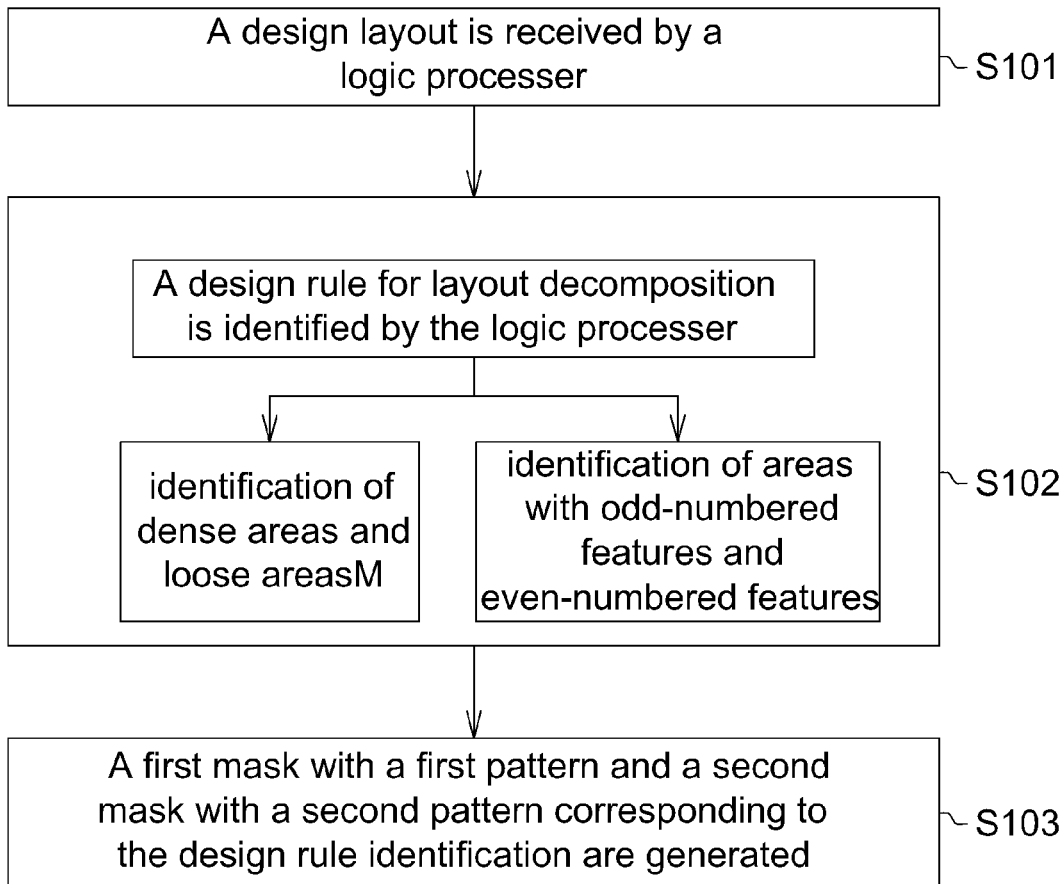 A design layout is received by a
logic processer
S101
A design rule for layout decomposition
is identified by the logic processer
identification of
dense areas and
loose areasM
identification of areas
with odd-numbered
features and
even-numbered features
S102
A first mask with a first pattern and a second
mask with a second pattern corresponding to
the design rule identification are generated
S103